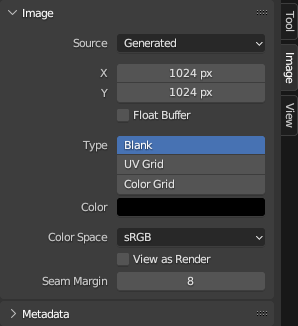 Image
Source Generated
X 1024 px
Y 1024 px
Float Buffer
Type Blank
UV Grid
Color Grid
Color
Color Space sRGB
View as Render
Seam Margin 8
Metadata
Tool
Image
View